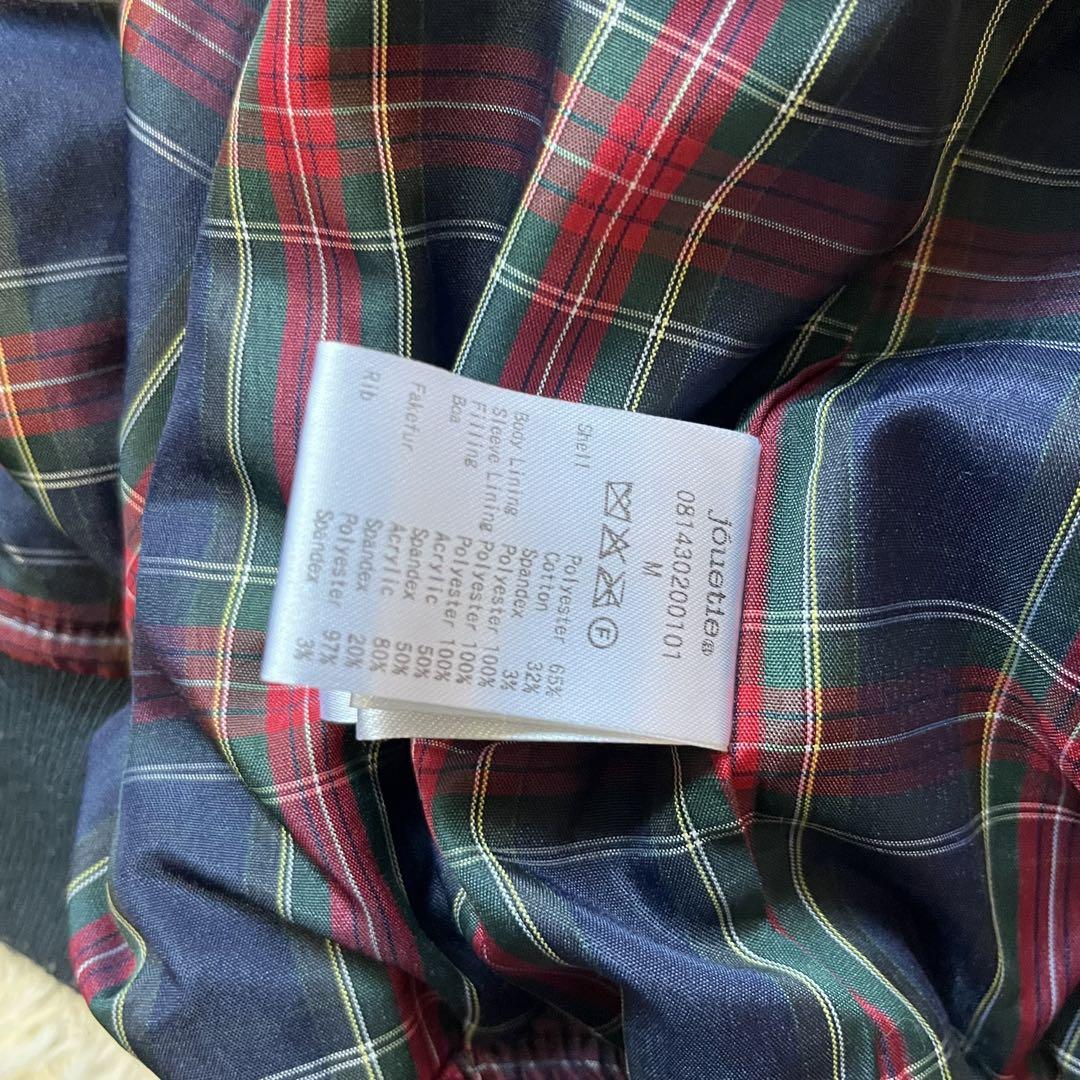 jouetie®
081430200101
M
F
Shell Polyester 65%
Cotton 32%
Spandex 3%
Body Lining Polyester 100%
Sleeve Lining Polyester 100%
Filling Polyester 100%
Boa Acrylic 50%
Spandex 50%
Fakefur Acrylic 80%
Spandex 20%
Rib Polyester 97%
Spandex 3%